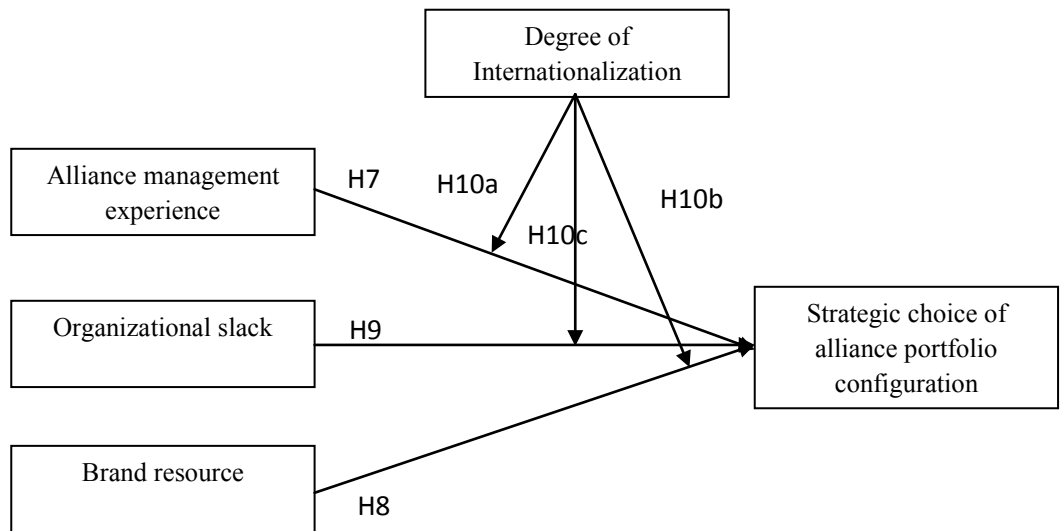 Degree of
Internationalization
Alliance management
experience
H7
H10a
H10b
H10c
Organizational slack
H9
Strategic choice of
alliance portfolio
configuration
Brand resource
H8